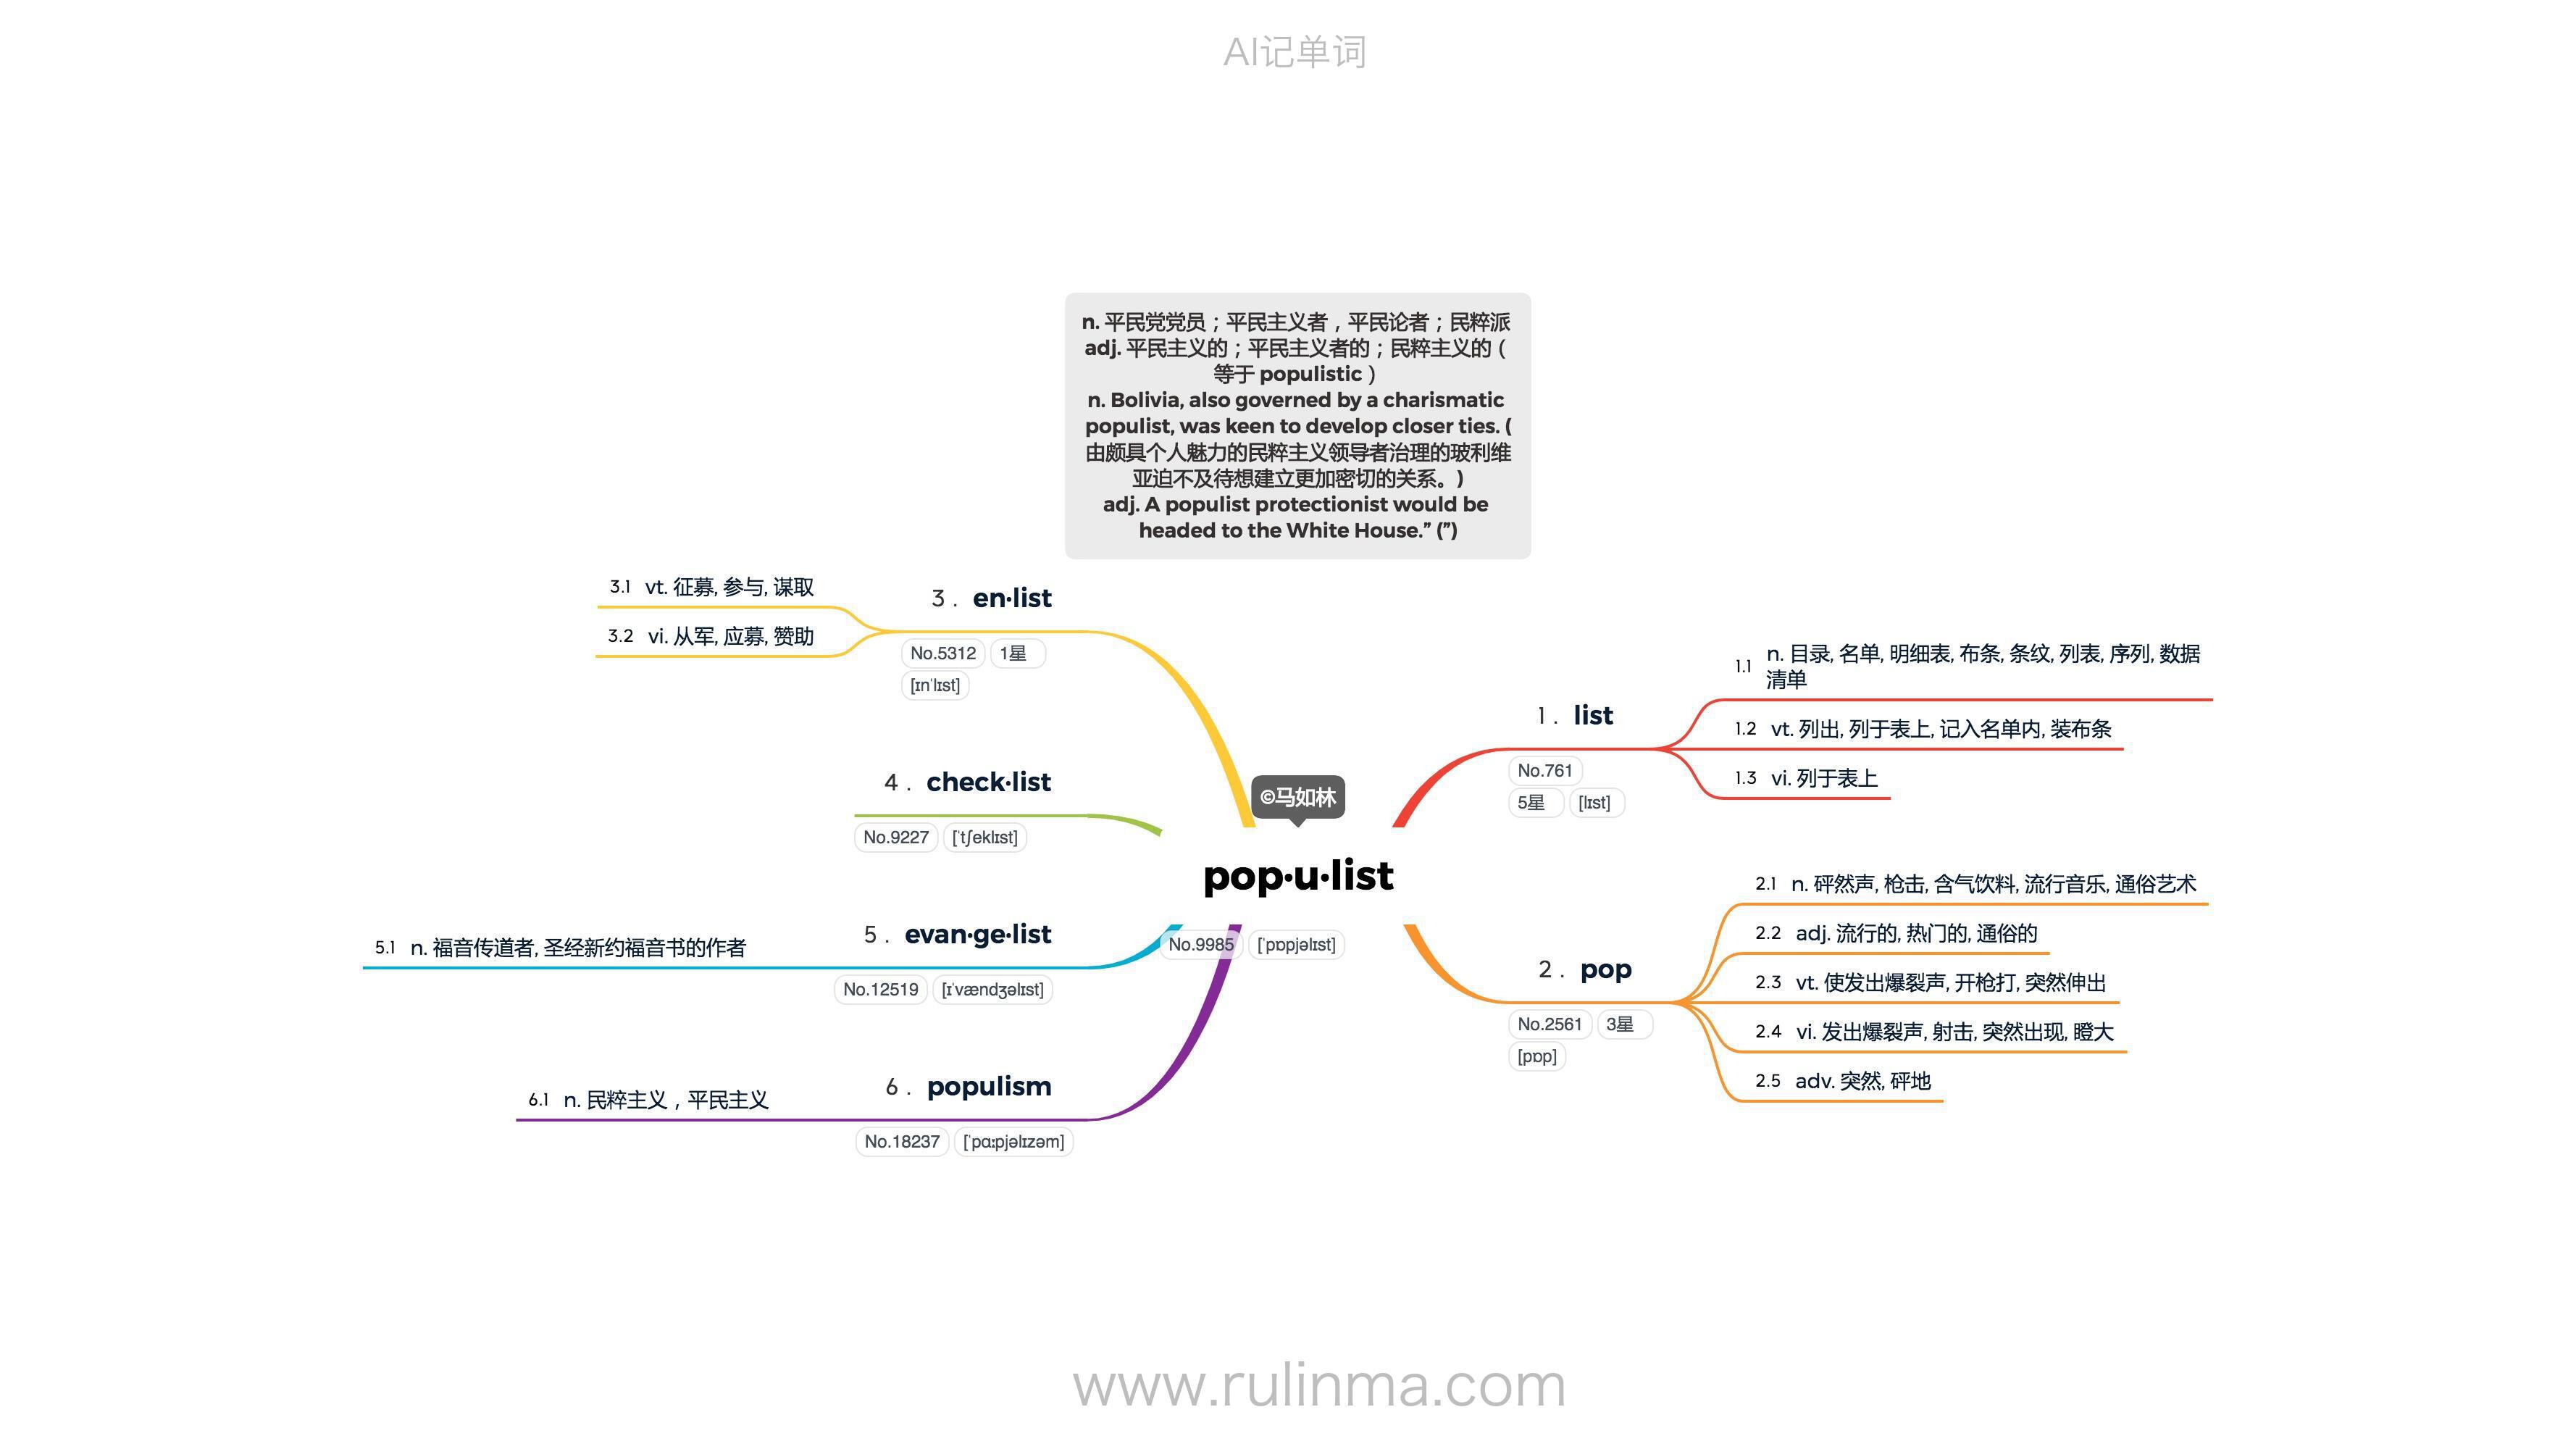 AI记单词
n. 平民党党员；平民主义者，平民论者；民粹派
adj. 平民主义的；平民主义者的；民粹主义的（
等于 populistic ）
n. Bolivia, also governed by a charismatic
populist, was keen to develop closer ties. (
由颇具个人魅力的民粹主义领导者治理的玻利维
亚迫不及待想建立更加密切的关系。)
adj. A populist protectionist would be
headed to the White House.” (”)
©马如林
pop·u·list
No.9985 [ˈpɒpjəlɪst]
1 . list
No.761
5星 [lɪst]
1.1 n. 目录, 名单, 明细表, 布条, 条纹, 列表, 序列, 数据
清单
1.2 vt. 列出, 列于表上, 记入名单内, 装布条
1.3 vi. 列于表上
2 . pop
No.2561 3星
[pɒp]
2.1 n. 砰然声, 枪击, 含气饮料, 流行音乐, 通俗艺术
2.2 adj. 流行的, 热门的, 通俗的
2.3 vt. 使发出爆裂声, 开枪打, 突然伸出
2.4 vi. 发出爆裂声, 射击, 突然出现, 瞪大
2.5 adv. 突然, 砰地
3 . en·list
No.5312 1星
[ɪnˈlɪst]
3.1 vt. 征募, 参与, 谋取
3.2 vi. 从军, 应募, 赞助
4 . check·list
No.9227 [ˈtʃeklɪst]
5 . evan·ge·list
No.12519 [ɪˈvændʒəlɪst]
5.1 n. 福音传道者, 圣经新约福音书的作者
6 . populism
No.18237 [ˈpɑːpjəlɪzəm]
6.1 n. 民粹主义，平民主义
www.rulinma.com